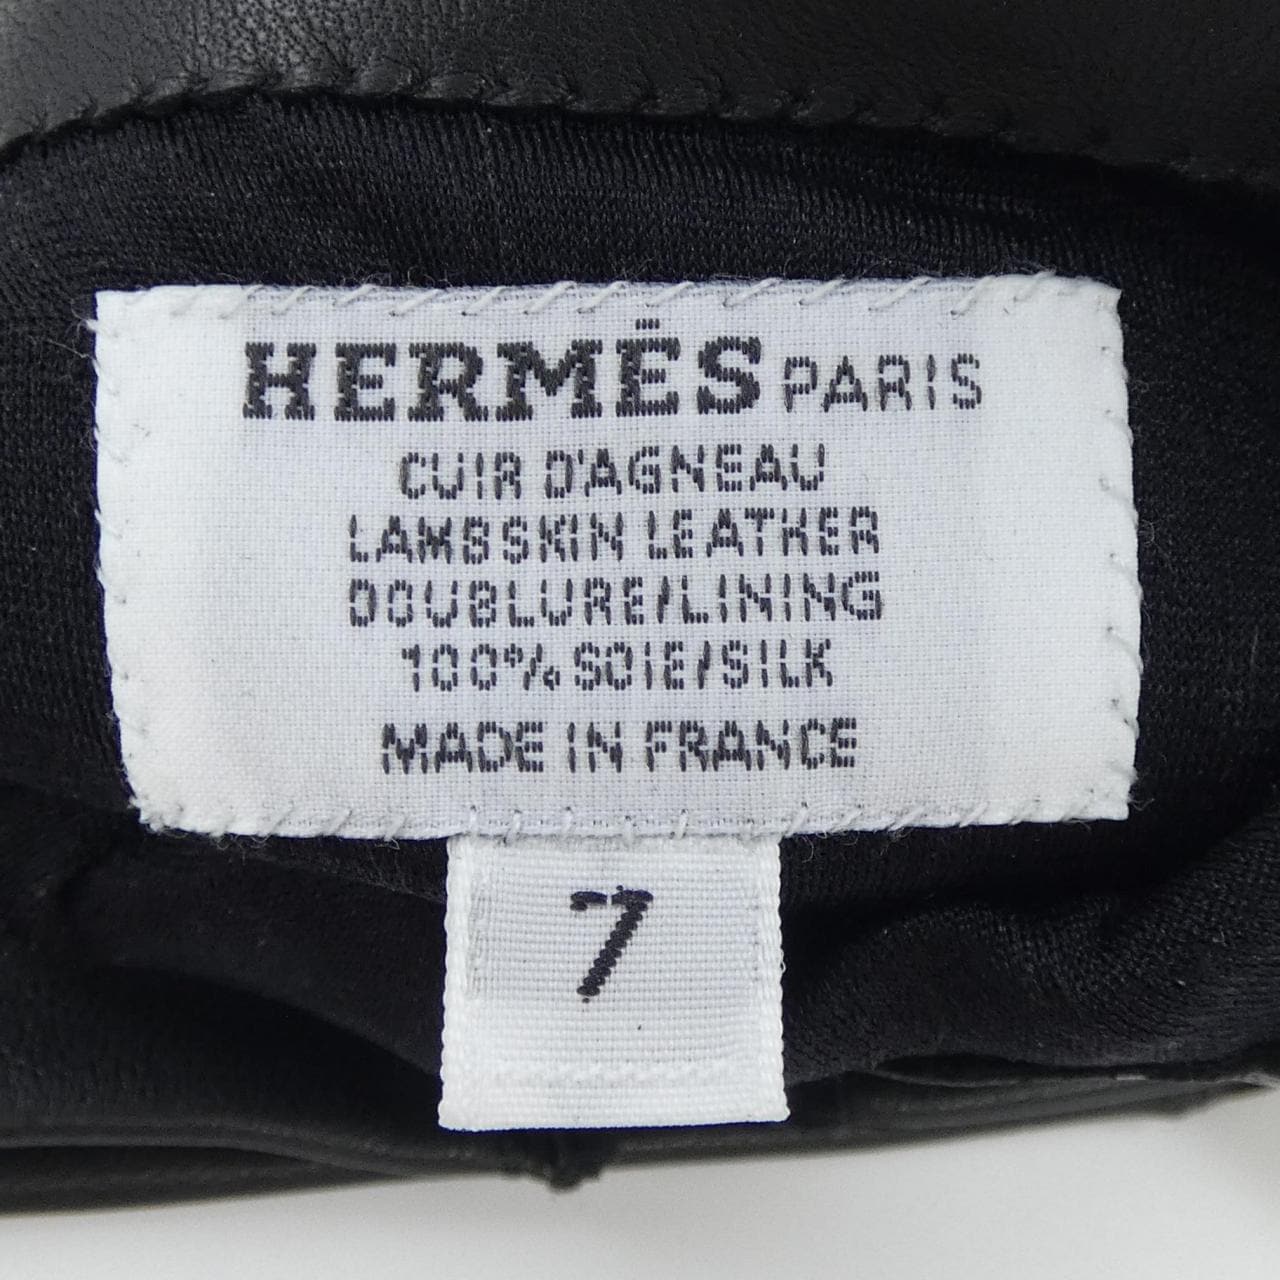 HERMÈS PARIS
CUIR D'AGNEAU
LAMBSKIN LEATHER
DOUBLURE/LINING
100% SOIE/SILK
MADE IN FRANCE
7